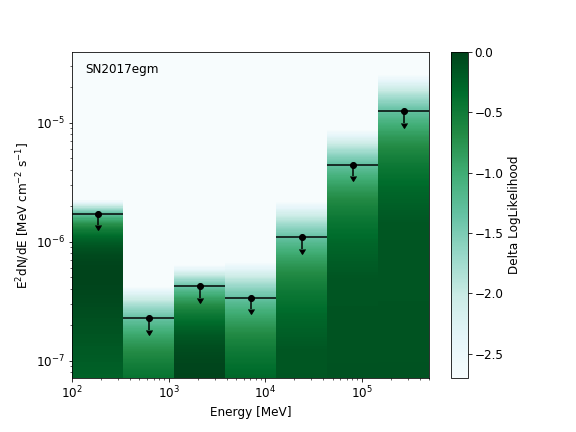 SN2017egm
10⁻⁵
10⁻⁶
10⁻⁷
E²dN/dE [MeV cm⁻² s⁻¹]
10² 10³ 10⁴ 10⁵
Energy [MeV]
0.0
−0.5
−1.0
−1.5
−2.0
−2.5
Delta LogLikelihood